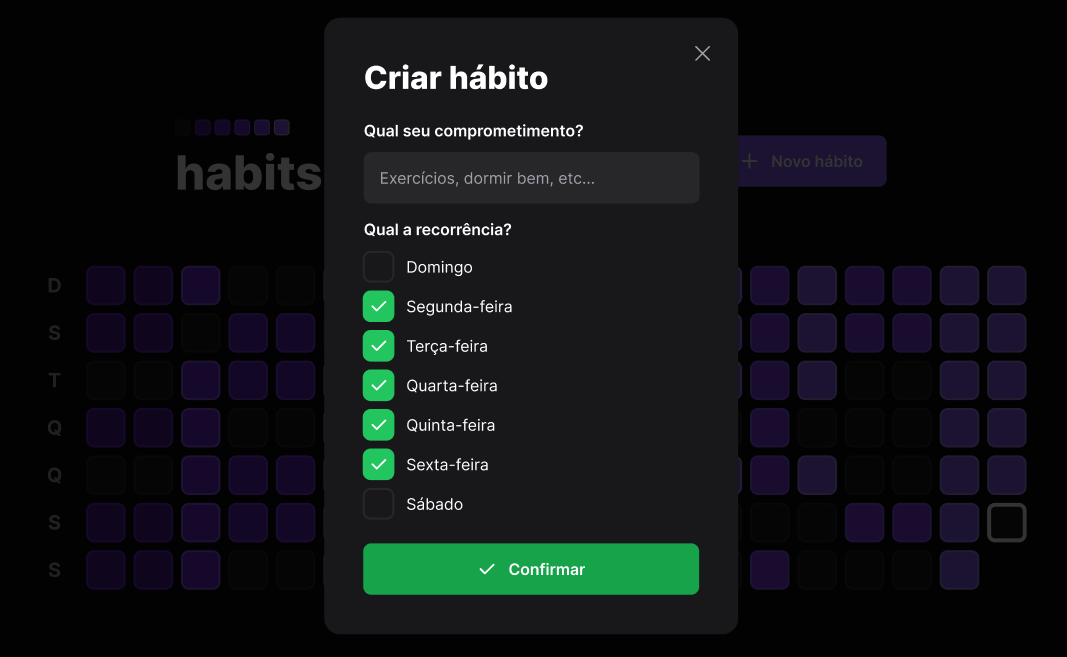 Criar hábito
Qual seu comprometimento?
Exercícios, dormir bem, etc...
Qual a recorrência?
Domingo
Segunda-feira
Terça-feira
Quarta-feira
Quinta-feira
Sexta-feira
Sábado
Confirmar
habits
Novo hábito
D
S
T
Q
Q
S
S